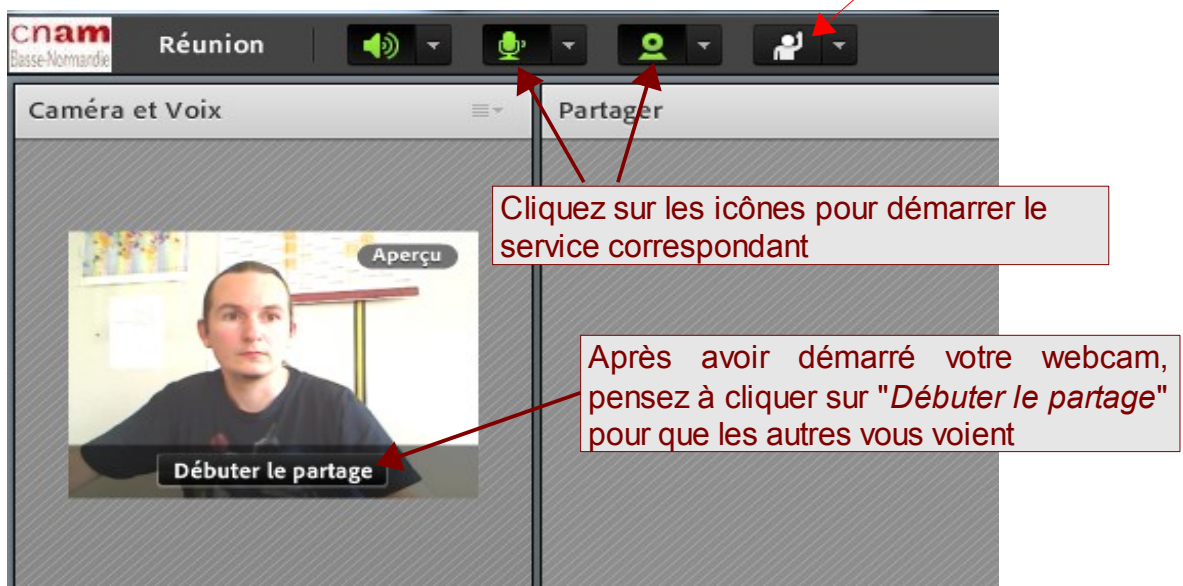 cnam
Basse-Normandie
Réunion
Caméra et Voix
Partager
Cliquez sur les icônes pour démarrer le
service correspondant
Aperçu
Après avoir démarré votre webcam,
pensez à cliquer sur "Débuter le partage"
pour que les autres vous voient
Débuter le partage